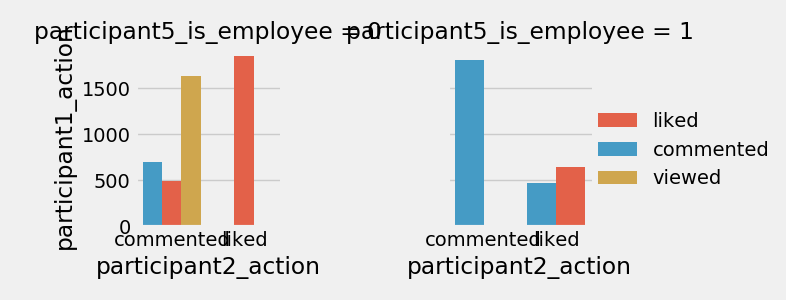 participant5_is_employee = 0
participant5_is_employee = 1
participant1_action
1500
1000
500
0
commented
liked
commented
liked
participant2_action
participant2_action
liked
commented
viewed